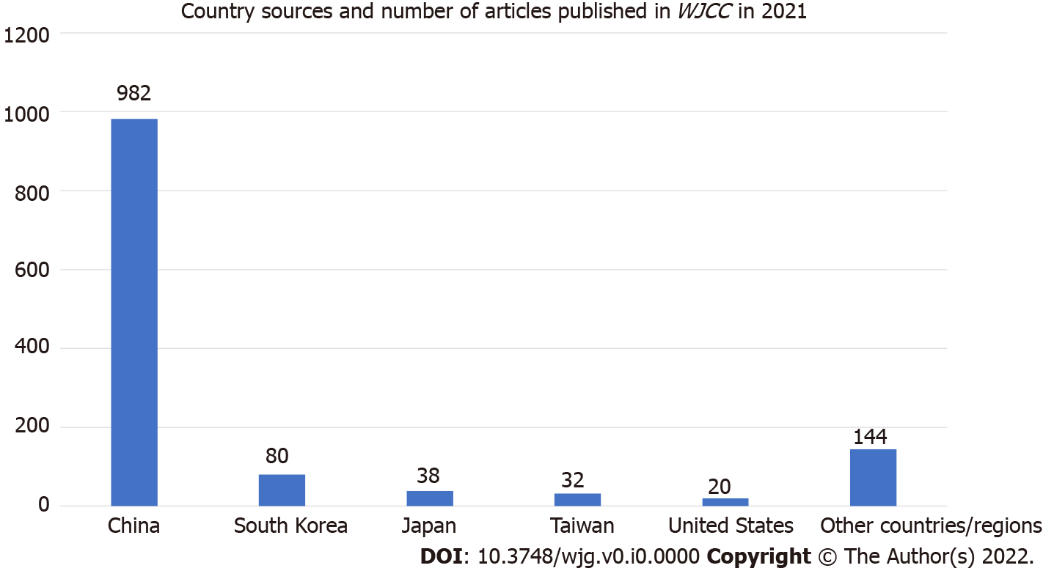 Country sources and number of articles published in WJCC in 2021
1200
1000
800
600
400
200
0
982
80
38
32
20
144
China
South Korea
Japan
Taiwan
United States
Other countries/regions
DOI: 10.3748/wjg.v0.i0.0000 Copyright © The Author(s) 2022.